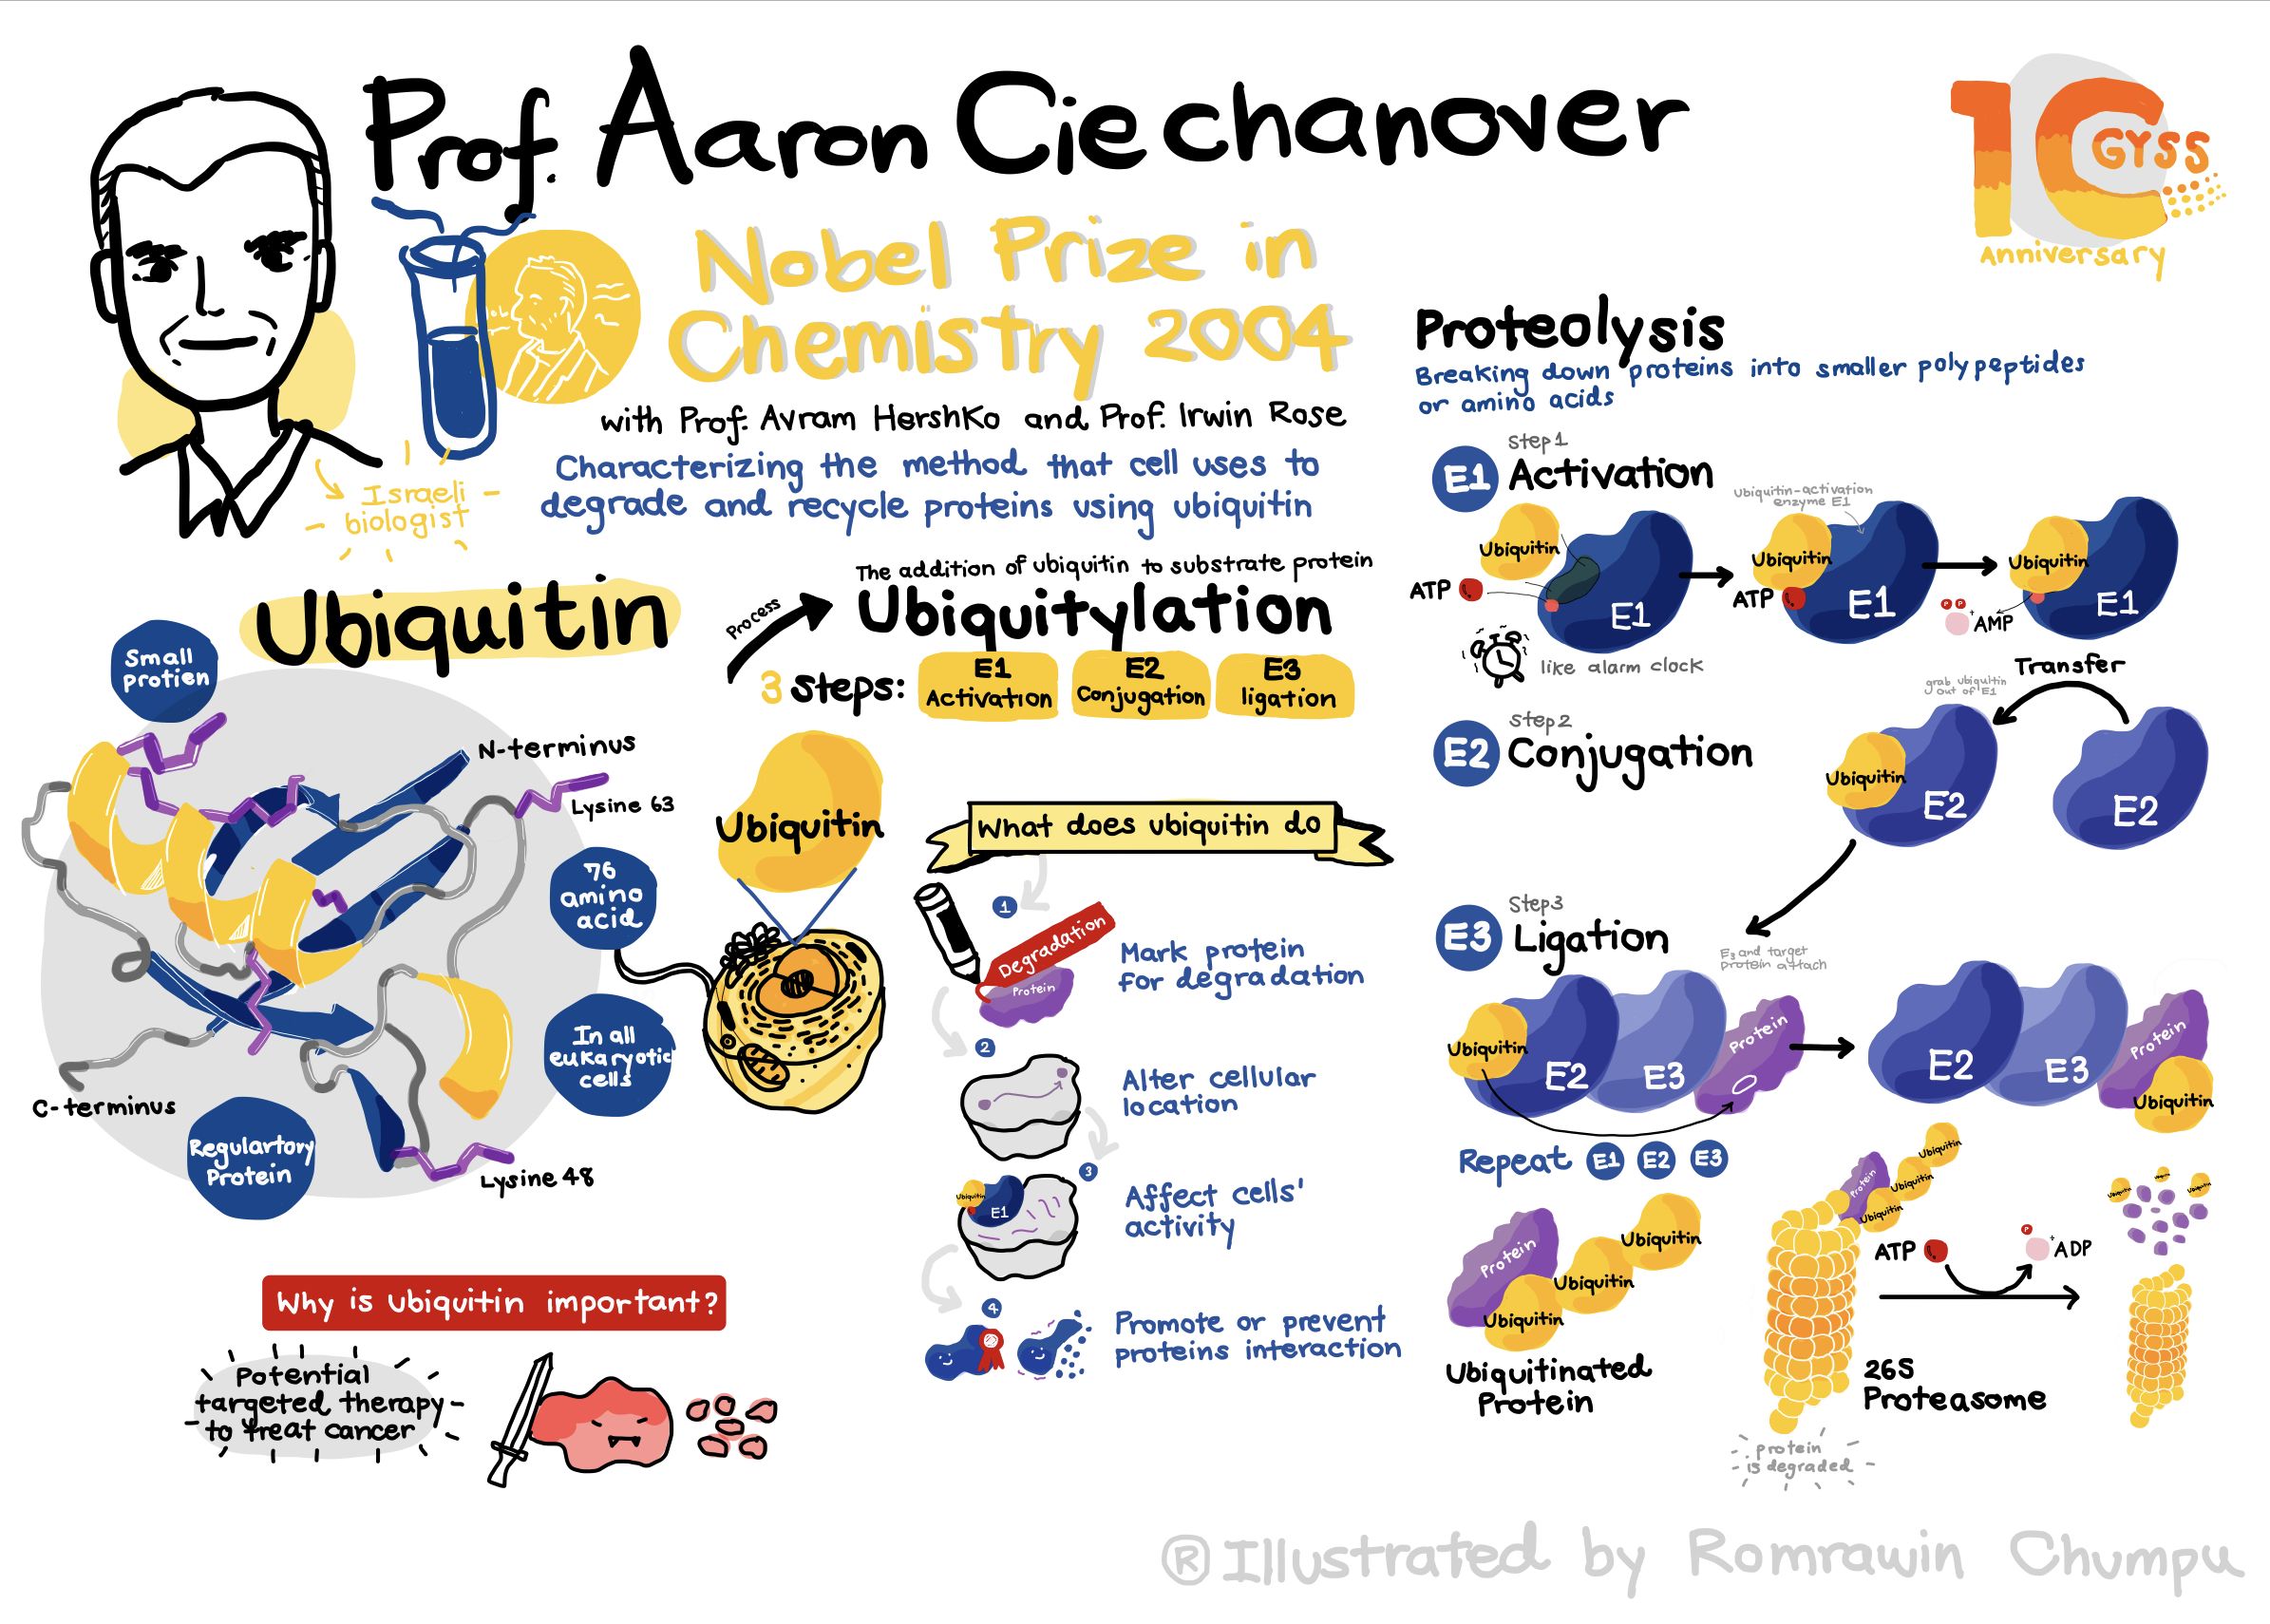 Prof. Aaron Ciechanover
Nobel Prize in
Chemistry 2004
with Prof. Avram Hershko and Prof. Irwin Rose
Characterizing the method that cell uses to
degrade and recycle proteins using ubiquitin
Israeli
biologist
10
GYSS
Anniversary
Ubiquitin
Small
protien
N-terminus
Lysine 63
76
amino
acid
In all
eukaryotic
cells
C-terminus
Regulartory
Protein
Lysine 48
Ubiquitin
Process
The addition of ubiquitin to substrate protein
Ubiquitylation
3 Steps:
E1
Activation
E2
Conjugation
E3
ligation
What does ubiquitin do
1
Degradation
Protein
Mark protein
for degradation
2
Alter cellular
location
3
Ubiquitin
E1
Affect cells'
activity
4
Promote or prevent
proteins interaction
Why is ubiquitin important?
Potential
targeted therapy
to treat cancer
Proteolysis
Breaking down proteins into smaller polypeptides
or amino acids
E1
Step1
Activation
Ubiquitin
ATP
E1
like alarm clock
Ubiquitin-activation
enzyme E1
Ubiquitin
ATP
E1
Ubiquitin
E1
P P
+
AMP
Transfer
grab ubiquitin
out of E1
E2
Step2
Conjugation
Ubiquitin
E2
E2
E3
Step3
Ligation
E3 and target
protein attach
Ubiquitin
E2
E3
Protein
E2
E3
Protein
Ubiquitin
Repeat E1 E2 E3
Protein
Ubiquitin
Ubiquitin
Ubiquitin
Ubiquitinated
Protein
Protein
Ubiquitin
Ubiquitin
Ubiquitin
ATP
P
+
ADP
Ubiquitin
Ubiquitin
Ubiquitin
26S
Proteasome
protein
is degraded
®Illustrated by Romrawin Chumpu